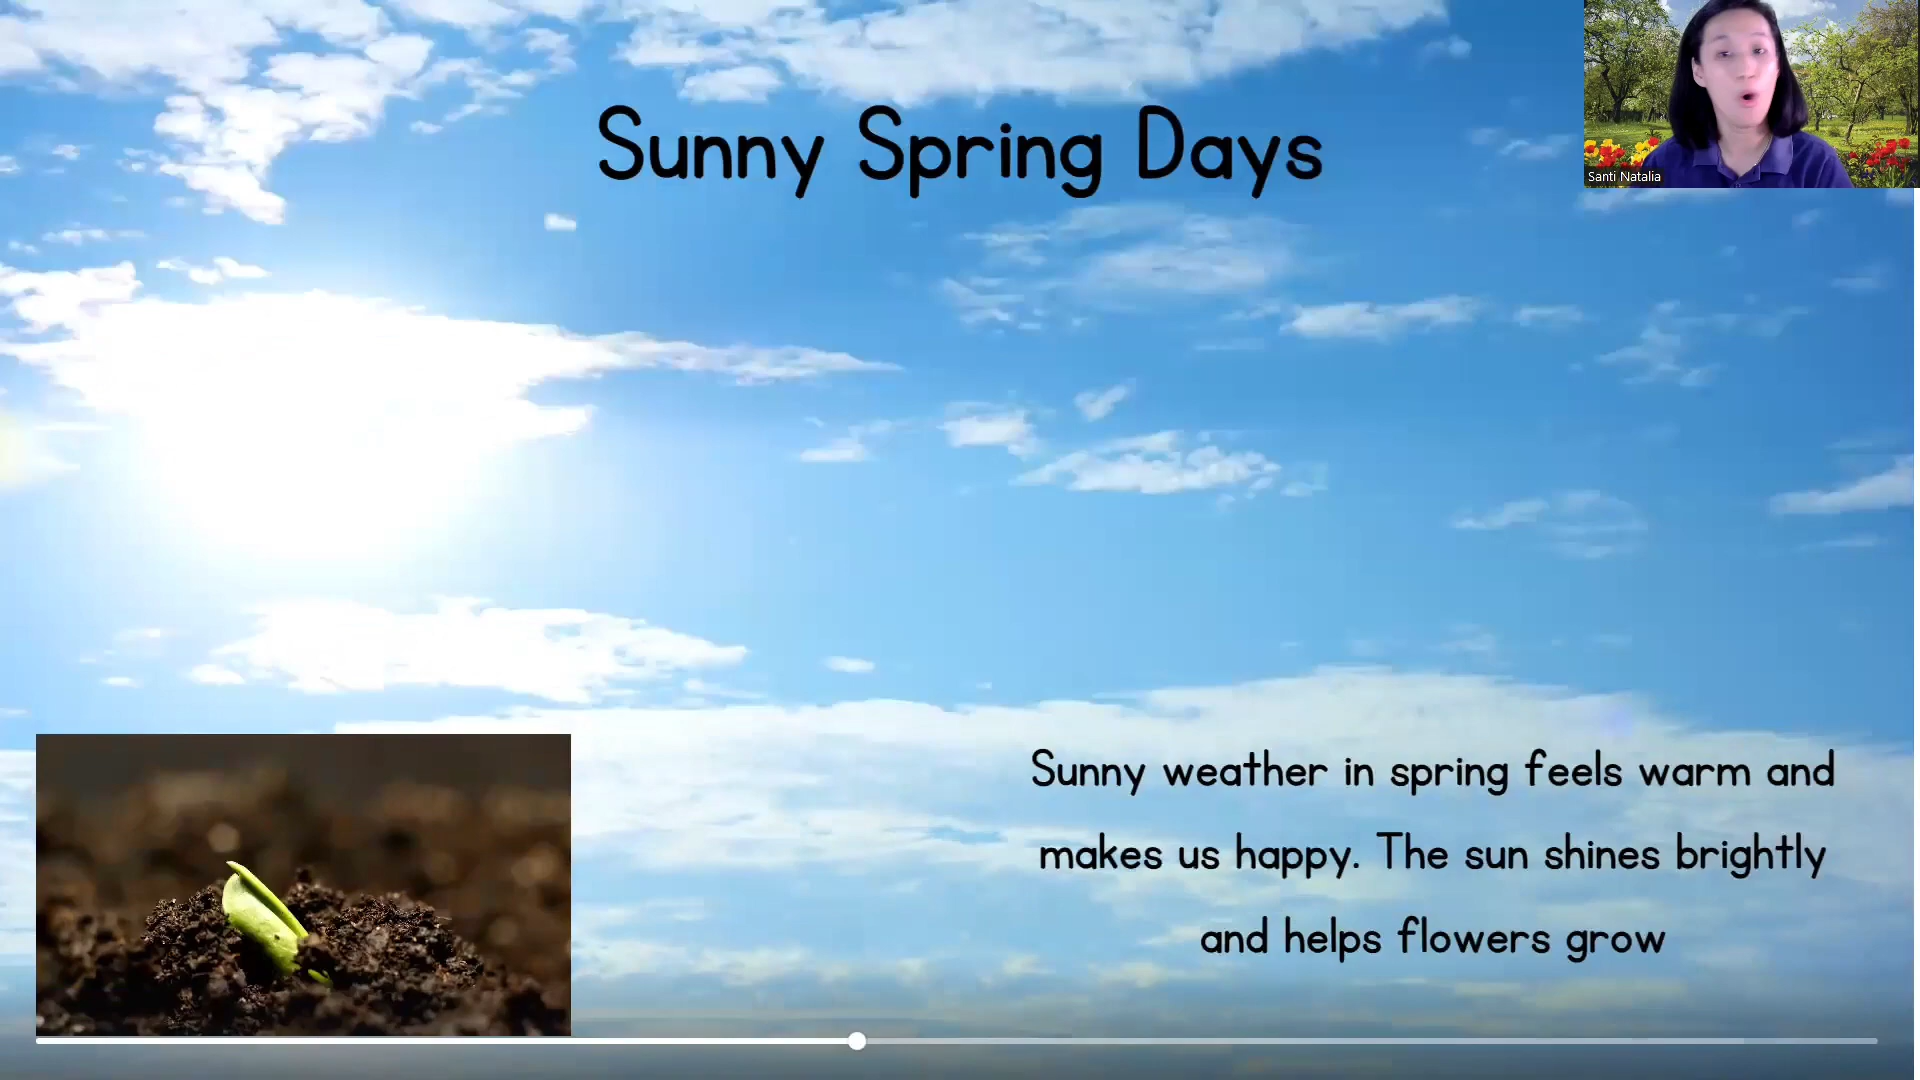 Sunny Spring Days
Santi Natalia
Sunny weather in spring feels warm and
makes us happy. The sun shines brightly
and helps flowers grow